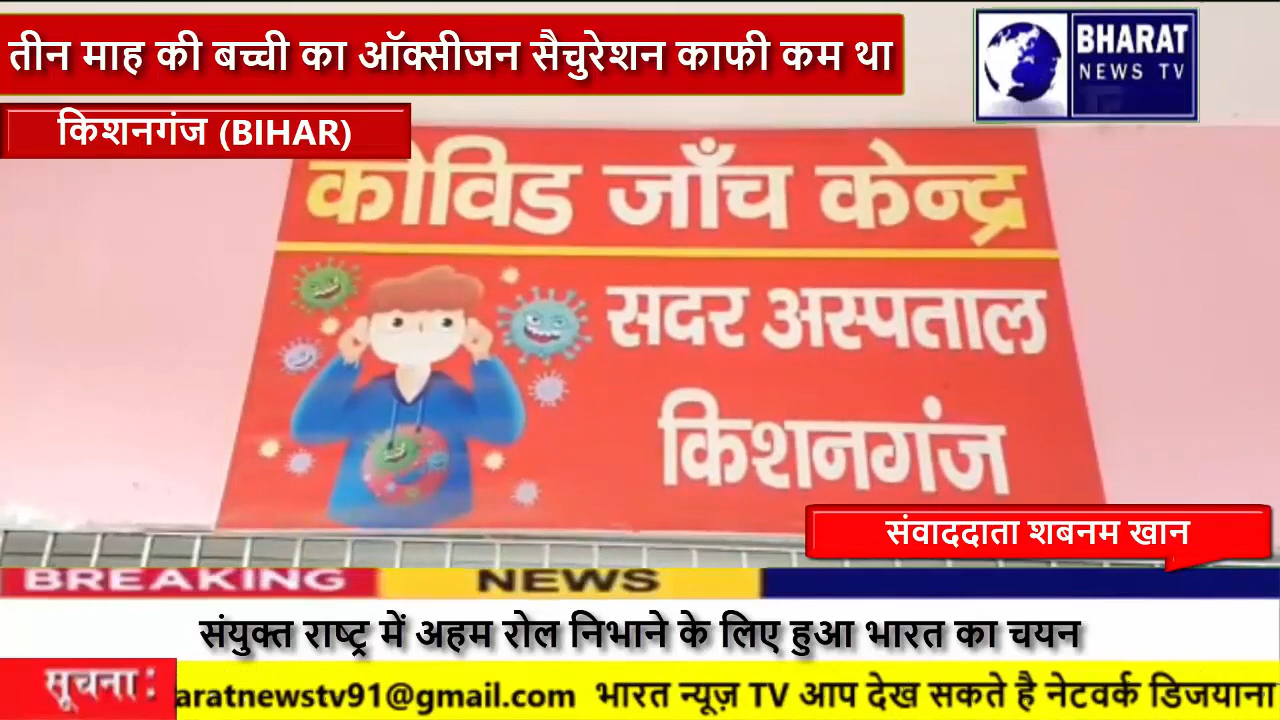 तीन माह की बच्ची का ऑक्सीजन सैचुरेशन काफी कम था
BHARAT
NEWS TV
किशनगंज (BIHAR)
कोविड जाँच केन्द्र
सदर अस्पताल
किशनगंज
संवाददाता शबनम खान
BREAKING NEWS
संयुक्त राष्ट्र में अहम रोल निभाने के लिए हुआ भारत का चयन
सूचना : aratnewstv91@gmail.com भारत न्यूज़ TV आप देख सकते है नेटवर्क डिजयाना